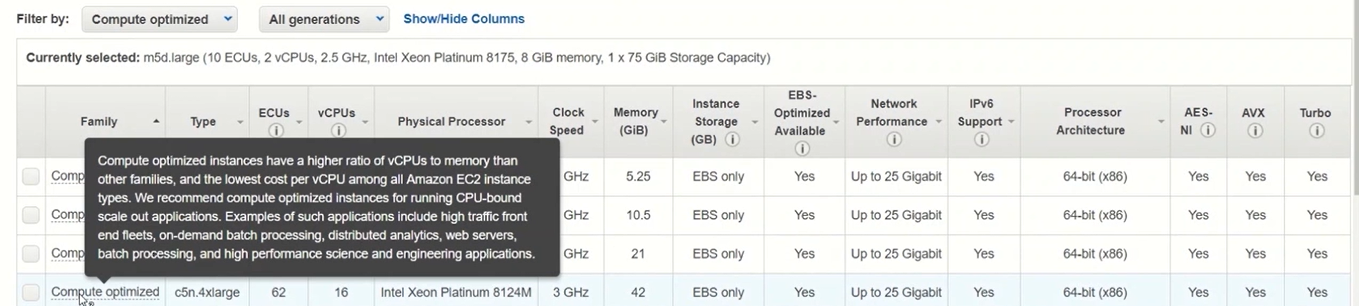 Filter by: Compute optimized All generations Show/Hide Columns
Currently selected: m5d.large (10 ECUs, 2 vCPUs, 2.5 GHz, Intel Xeon Platinum 8175, 8 GiB memory, 1 x 75 GiB Storage Capacity)
Family Type ECUs vCPUs Physical Processor Clock Speed Memory (GiB) Instance Storage (GB) EBS-Optimized Available Network Performance IPv6 Support Processor Architecture AES-NI AVX Turbo
Compute optimized instances have a higher ratio of vCPUs to memory than
other families, and the lowest cost per vCPU among all Amazon EC2 instance
types. We recommend compute optimized instances for running CPU-bound
scale out applications. Examples of such applications include high traffic front
end fleets, on-demand batch processing, distributed analytics, web servers,
batch processing, and high performance science and engineering applications.
Comp GHz 5.25 EBS only Yes Up to 25 Gigabit Yes 64-bit (x86) Yes Yes Yes
Comp GHz 10.5 EBS only Yes Up to 25 Gigabit Yes 64-bit (x86) Yes Yes Yes
Comp GHz 21 EBS only Yes Up to 25 Gigabit Yes 64-bit (x86) Yes Yes Yes
Compute optimized c5n.4xlarge 62 16 Intel Xeon Platinum 8124M 3 GHz 42 EBS only Yes Up to 25 Gigabit Yes 64-bit (x86) Yes Yes Yes